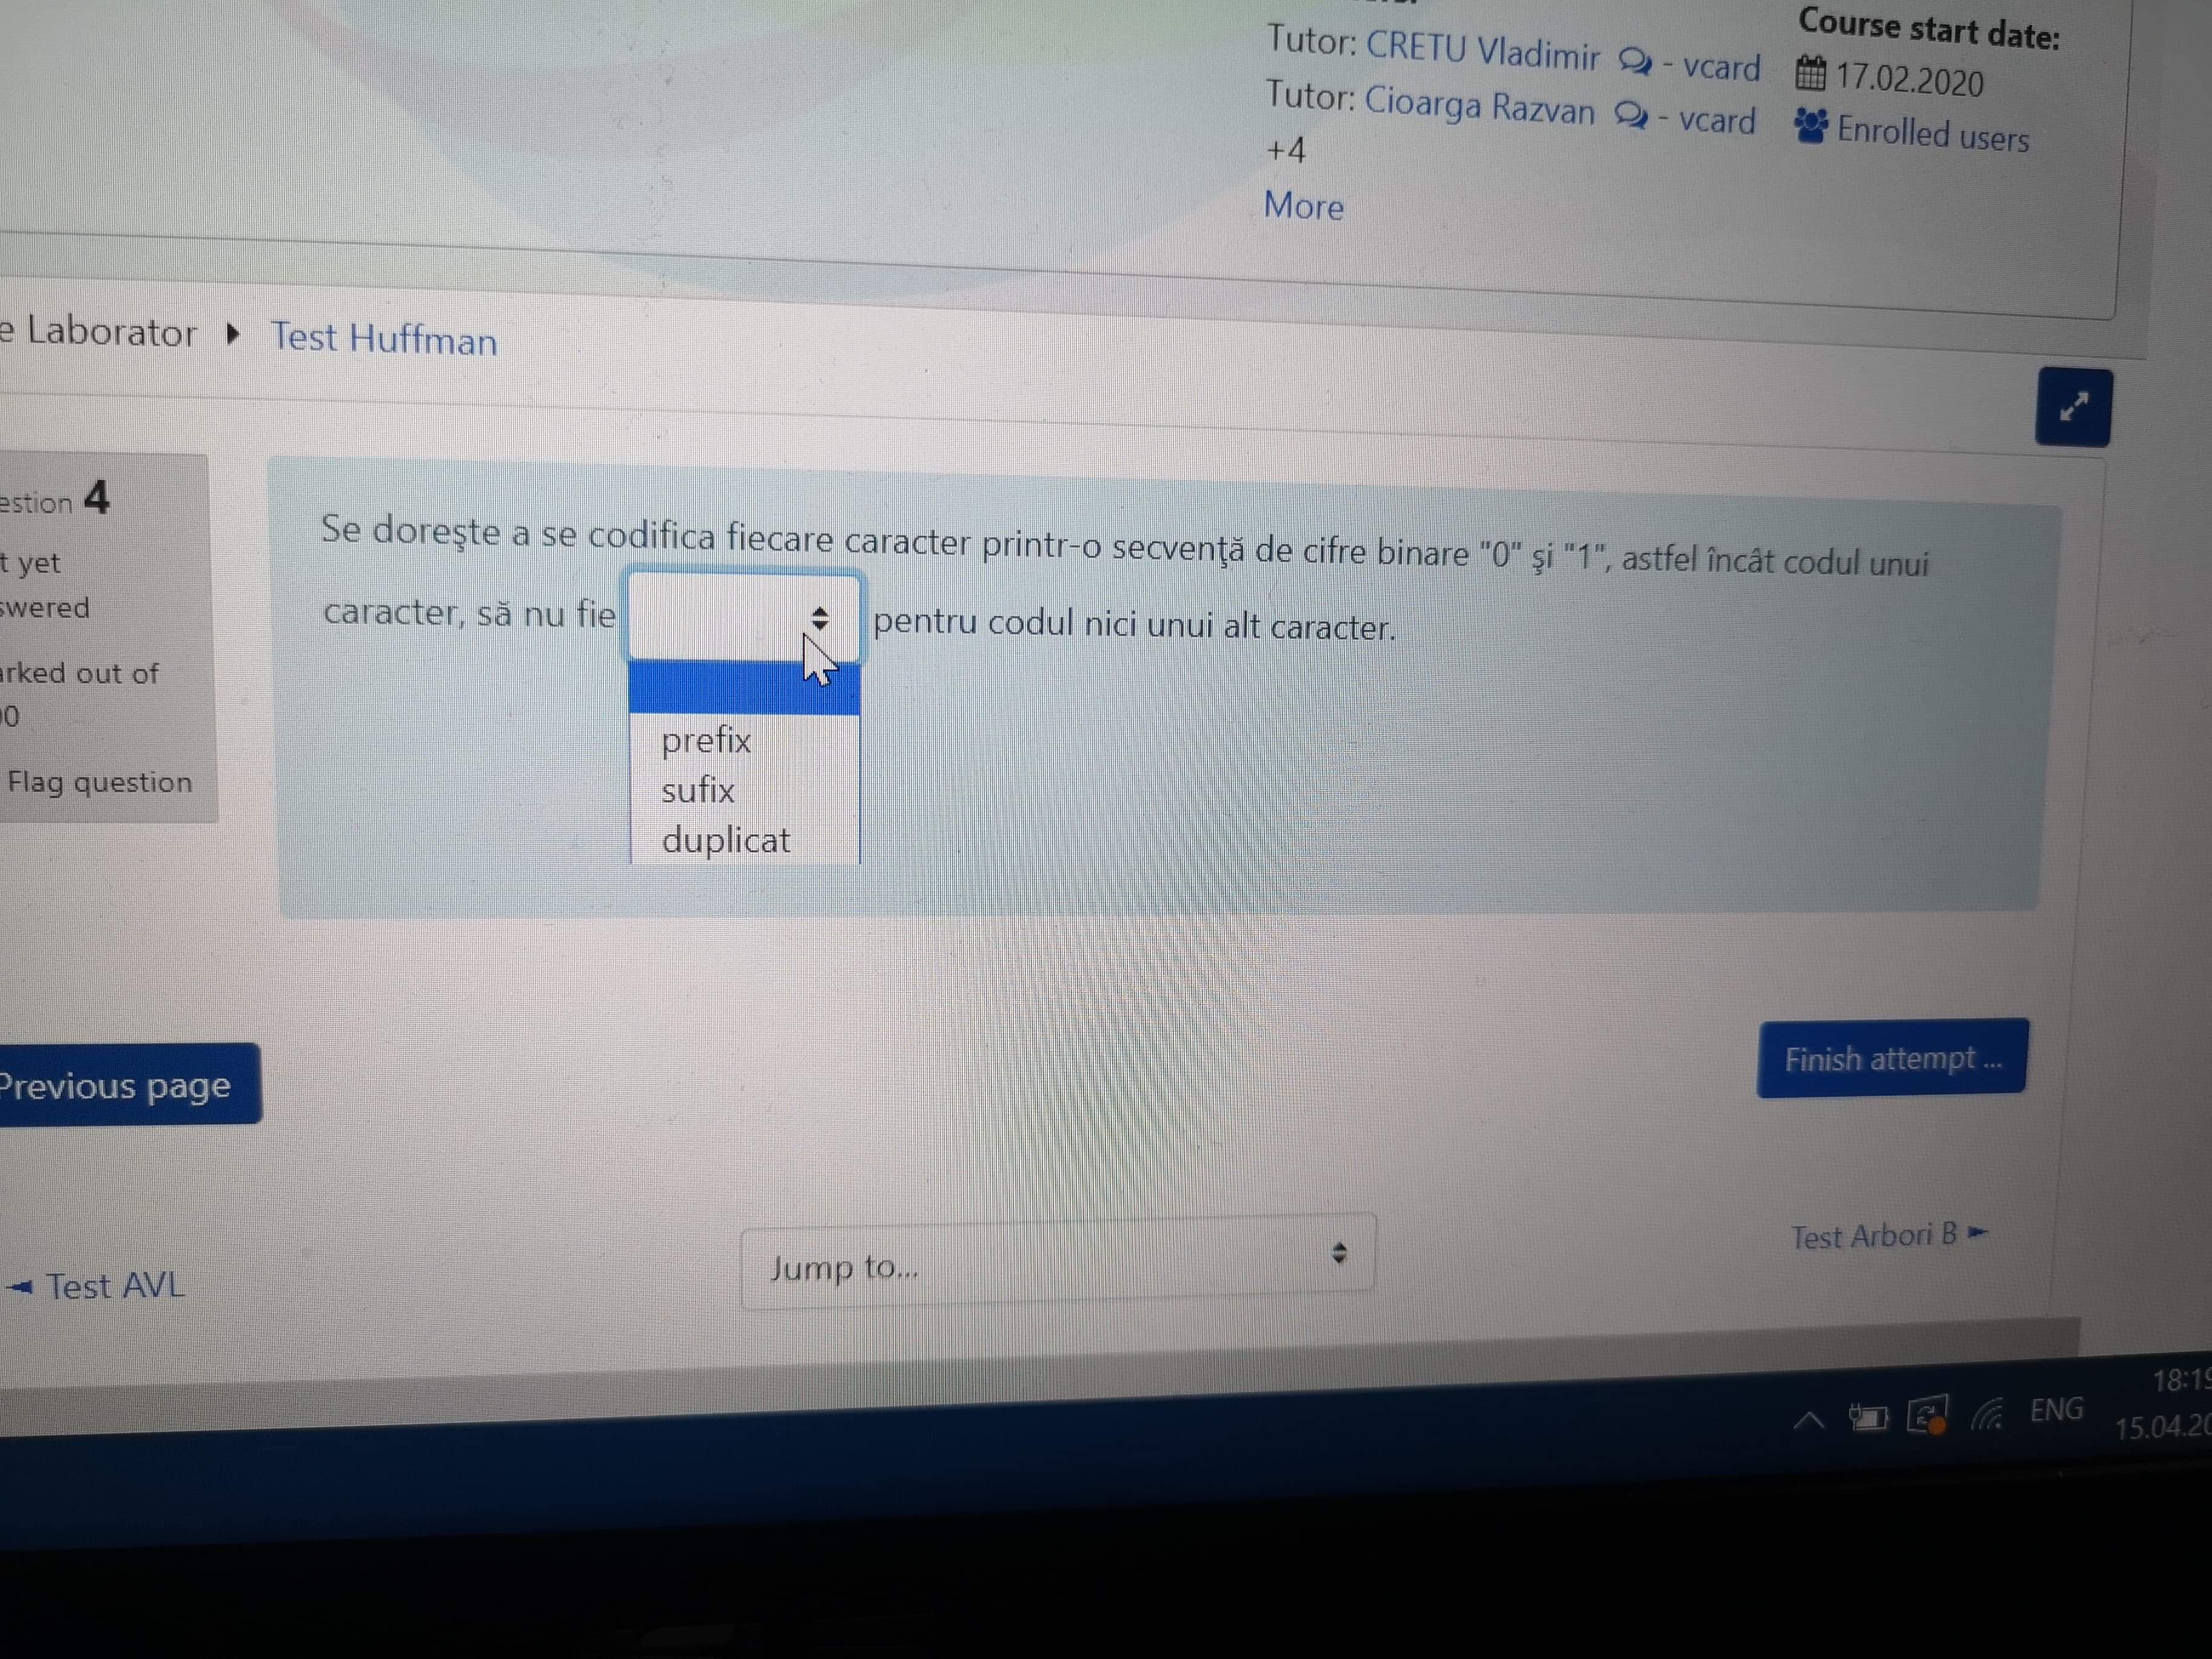 Tutor: CRETU Vladimir - vcard
Tutor: Cioarga Razvan - vcard
+4
More
Course start date:
17.02.2020
Enrolled users
e Laborator ▶ Test Huffman
estion 4
t yet
swered
arked out of
00
Flag question
Se doreşte a se codifica fiecare caracter printr-o secvenţă de cifre binare "0" şi "1", astfel încât codul unui
caracter, să nu fie pentru codul nici unui alt caracter.
prefix
sufix
duplicat
Previous page
Finish attempt ...
◄ Test AVL
Jump to...
Test Arbori B ►
ENG
18:19
15.04.20